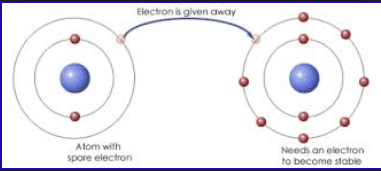 Electron is given away
Atom with
spare electron
Needs an electron
to become stable